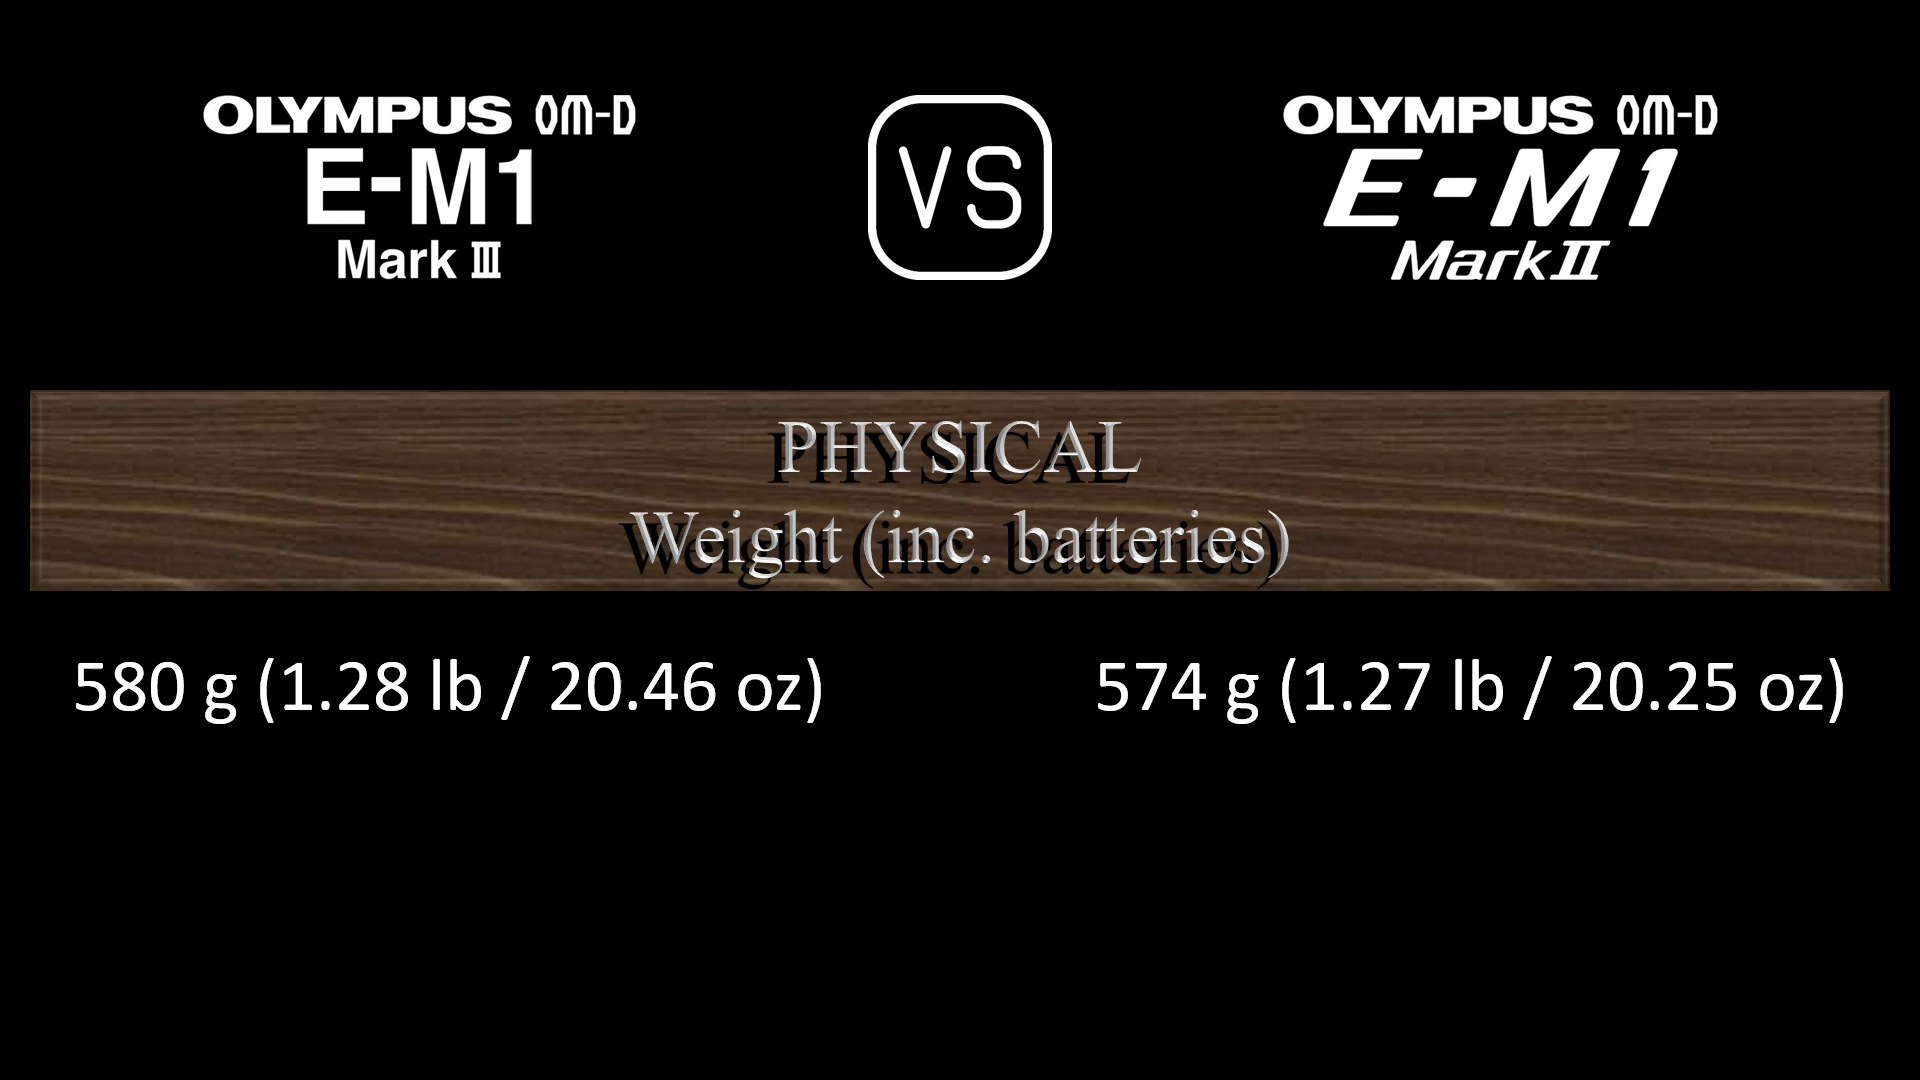 OLYMPUS OM-D
E-M1
Mark III
VS
OLYMPUS OM-D
E-M1
Mark II
PHYSICAL
Weight (inc. batteries)
580 g (1.28 lb / 20.46 oz)
574 g (1.27 lb / 20.25 oz)